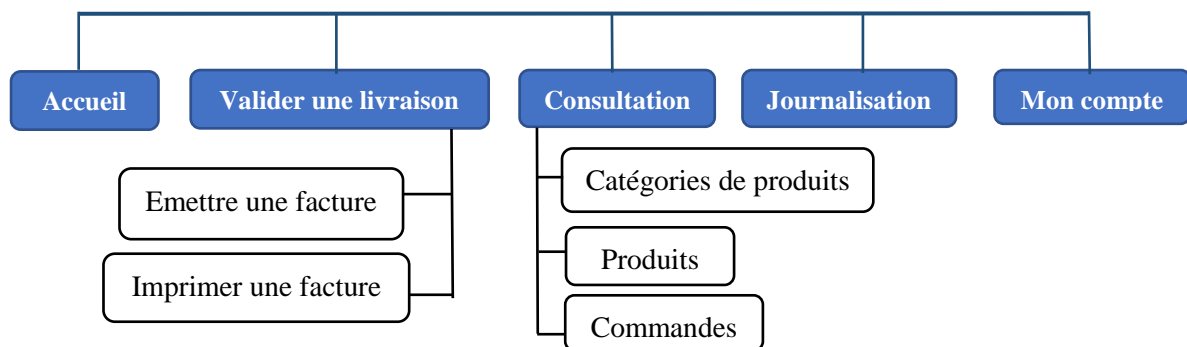 Accueil
Valider une livraison
Consultation
Journalisation
Mon compte
Emettre une facture
Imprimer une facture
Catégories de produits
Produits
Commandes